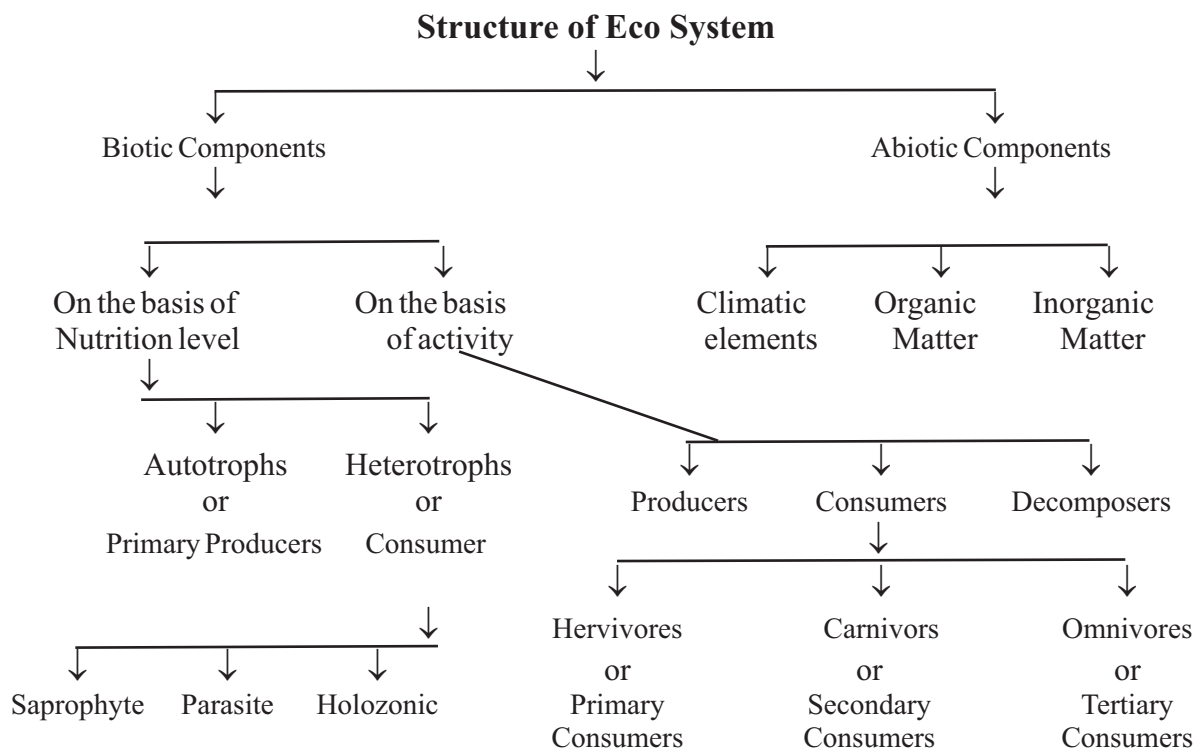 Structure of Eco System
Biotic Components
Abiotic Components
On the basis of
Nutrition level
On the basis
of activity
Climatic
elements
Organic
Matter
Inorganic
Matter
Autotrophs
or
Primary Producers
Heterotrophs
or
Consumer
Producers
Consumers
Decomposers
Saprophyte
Parasite
Holozonic
Hervivores
or
Primary
Consumers
Carnivors
or
Secondary
Consumers
Omnivores
or
Tertiary
Consumers